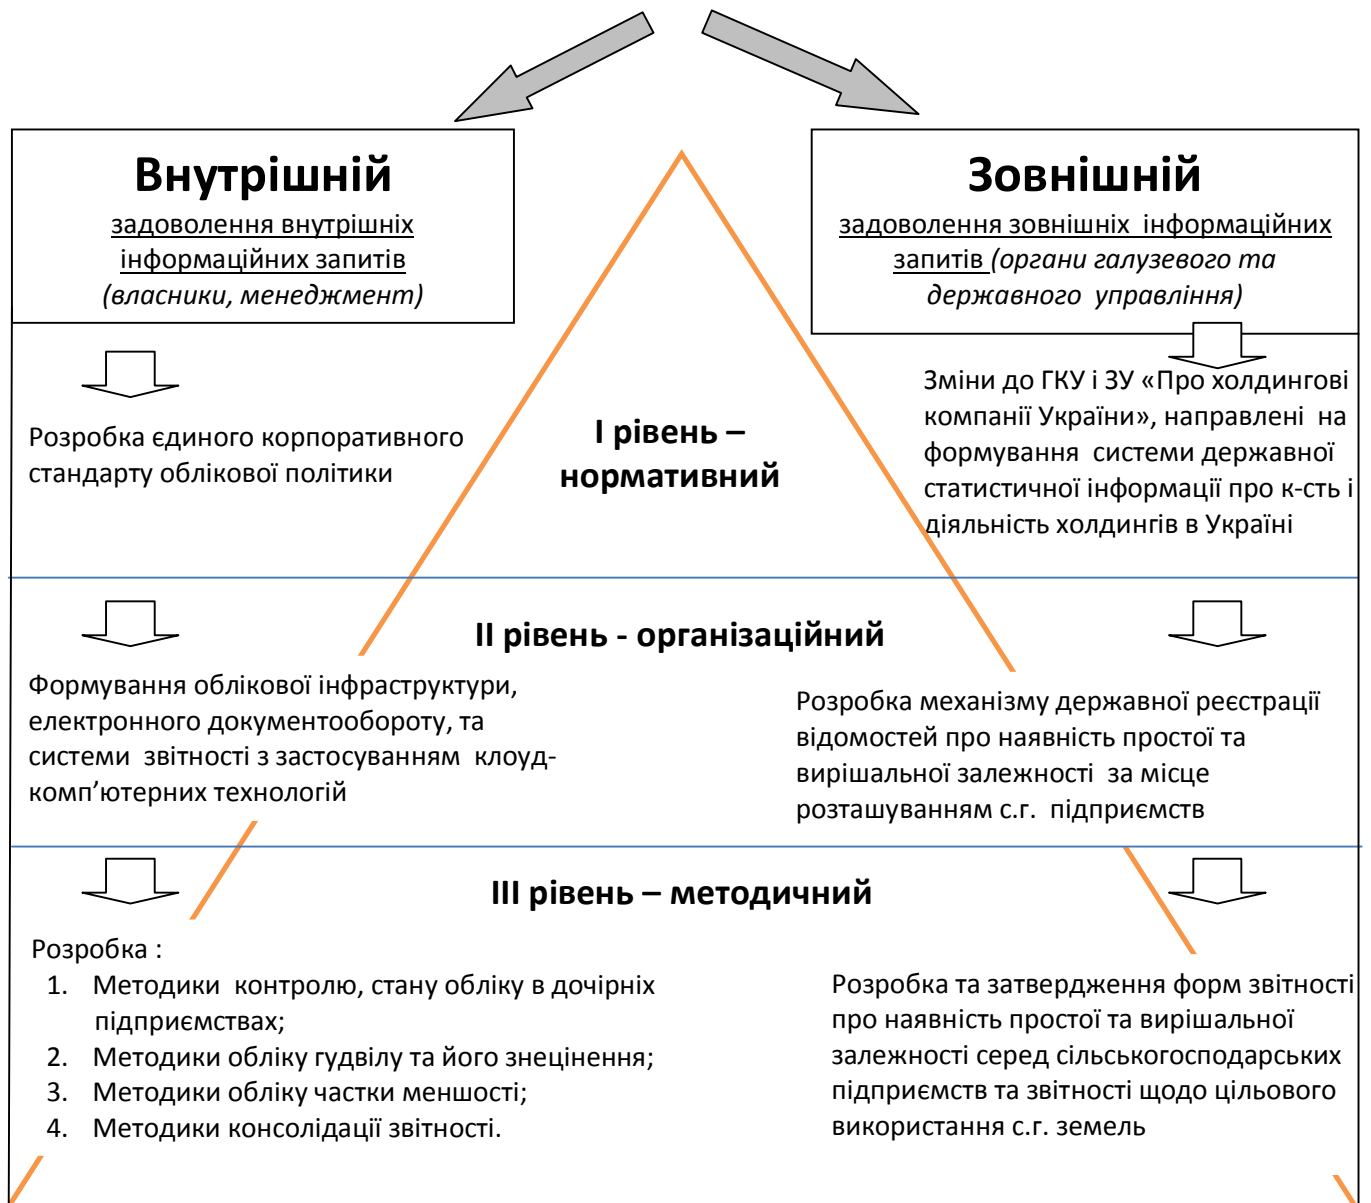 Внутрішній
задоволення внутрішніх
інформаційних запитів
(власники, менеджмент)
Зовнішній
задоволення зовнішніх інформаційних
запитів (органи галузевого та
державного управління)
І рівень –
нормативний
Розробка єдиного корпоративного
стандарту облікової політики
Зміни до ГКУ і ЗУ «Про холдингові
компанії України», направлені на
формування системи державної
статистичної інформації про к-сть і
діяльність холдингів в Україні
ІІ рівень - організаційний
Формування облікової інфраструктури,
електронного документообороту, та
системи звітності з застосуванням клоуд-
комп’ютерних технологій
Розробка механізму державної реєстрації
відомостей про наявність простої та
вирішальної залежності за місце
розташуванням с.г. підприємств
ІІІ рівень – методичний
Розробка :
1. Методики контролю, стану обліку в дочірніх
підприємствах;
2. Методики обліку гудвілу та його знецінення;
3. Методики обліку частки меншості;
4. Методики консолідації звітності.
Розробка та затвердження форм звітності
про наявність простої та вирішальної
залежності серед сільськогосподарських
підприємств та звітності щодо цільового
використання с.г. земель